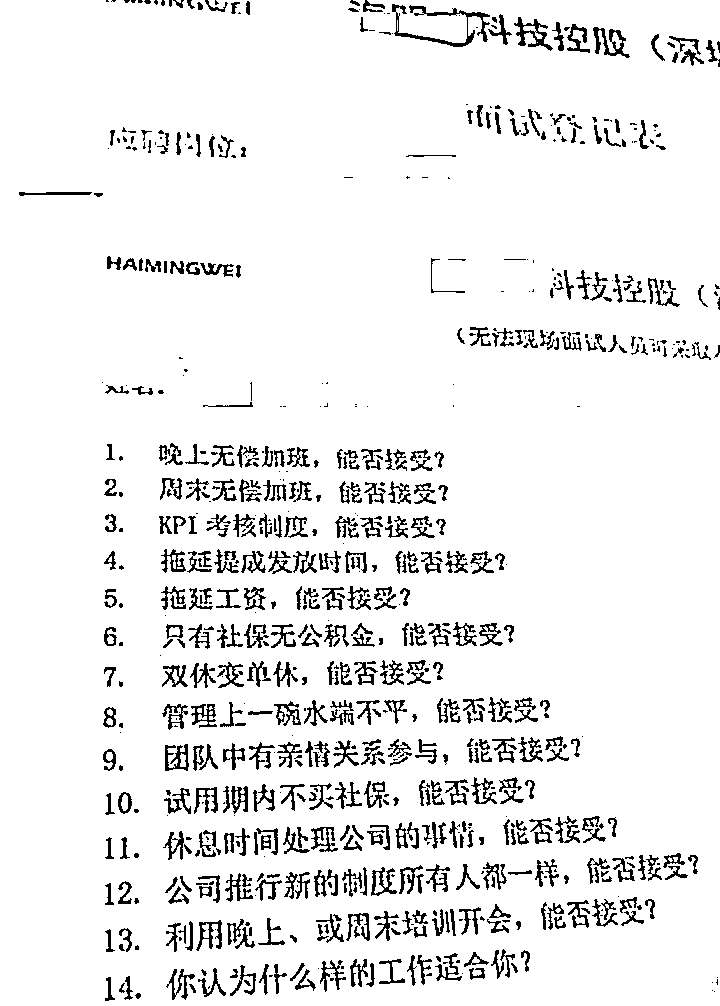 HAIMINGWEI
科技控股（深圳
面试登记表
应聘岗位：
HAIMINGWEI
科技控股（
（无法现场面试人员可采取
姓名：
1. 晚上无偿加班，能否接受？
2. 周末无偿加班，能否接受？
3. KPI 考核制度，能否接受？
4. 拖延提成发放时间，能否接受？
5. 拖延工资，能否接受？
6. 只有社保无公积金，能否接受？
7. 双休变单休，能否接受？
8. 管理上一碗水端不平，能否接受？
9. 团队中有亲情关系参与，能否接受？
10. 试用期内不买社保，能否接受？
11. 休息时间处理公司的事情，能否接受？
12. 公司推行新的制度所有人都一样，能否接受？
13. 利用晚上、或周末培训开会，能否接受？
14. 你认为什么样的工作适合你？